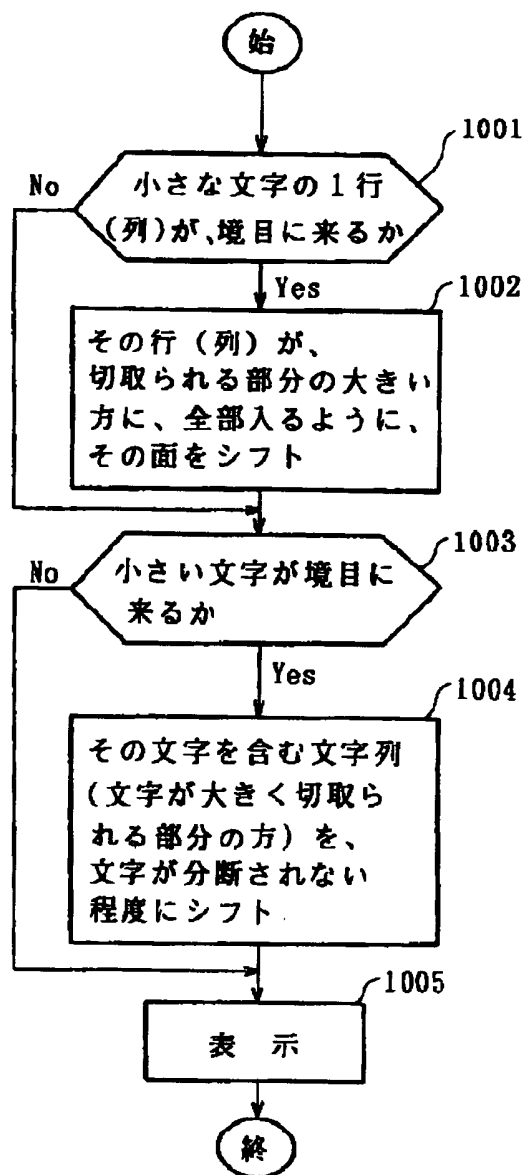 始
1001
No
小さな文字の1行
(列)が、境目に来るか
Yes
1002
その行(列)が、
切取られる部分の大きい
方に、全部入るように、
その面をシフト
1003
No
小さい文字が境目に
来るか
Yes
1004
その文字を含む文字列
(文字が大きく切取ら
れる部分の方)を、
文字が分断されない
程度にシフト
1005
表 示
終